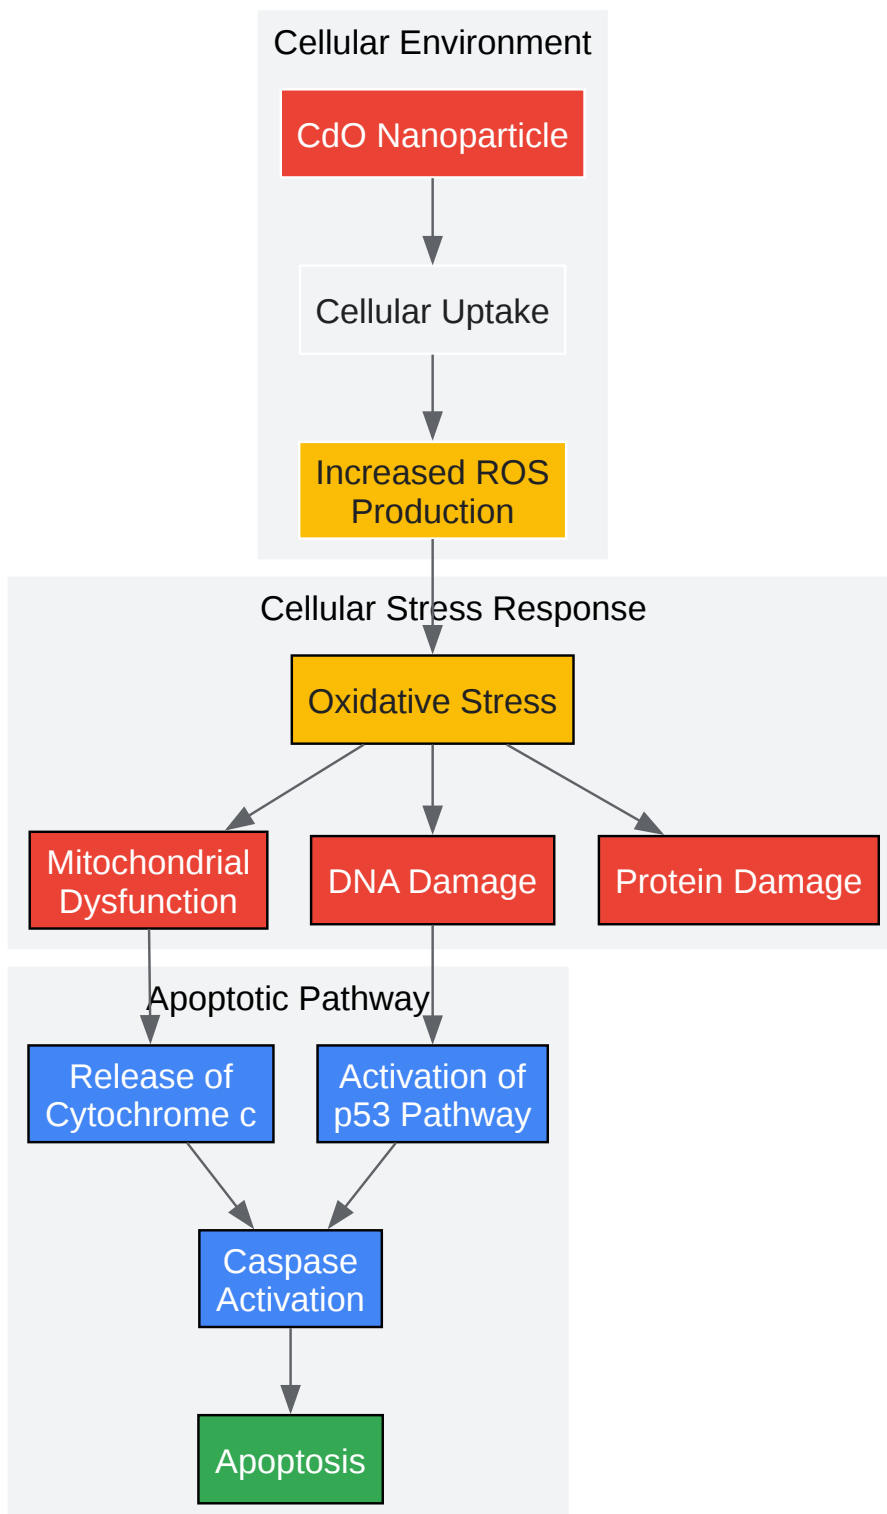 Cellular Environment
CdO Nanoparticle
Cellular Uptake
Increased ROS
Production
Cellular Stress Response
Oxidative Stress
Mitochondrial
Dysfunction
DNA Damage
Protein Damage
Apoptotic Pathway
Release of
Cytochrome c
Activation of
p53 Pathway
Caspase
Activation
Apoptosis